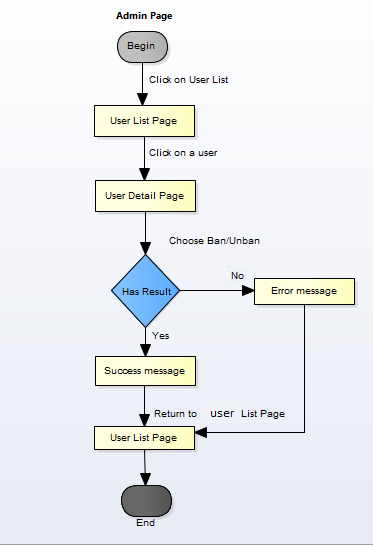 Admin Page
Begin
Click on User List
User List Page
Click on a user
User Detail Page
Choose Ban/Unban
Has Result
No
Error message
Yes
Success message
Return to user List Page
User List Page
End